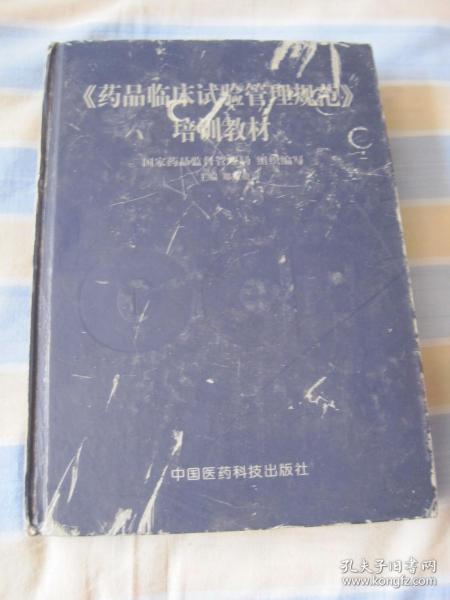 《药品临床试验管理规范》
培训教材
国家药品监督管理局 组织编写
主编
中国医药科技出版社
孔夫子旧书网
www.kongfz.com